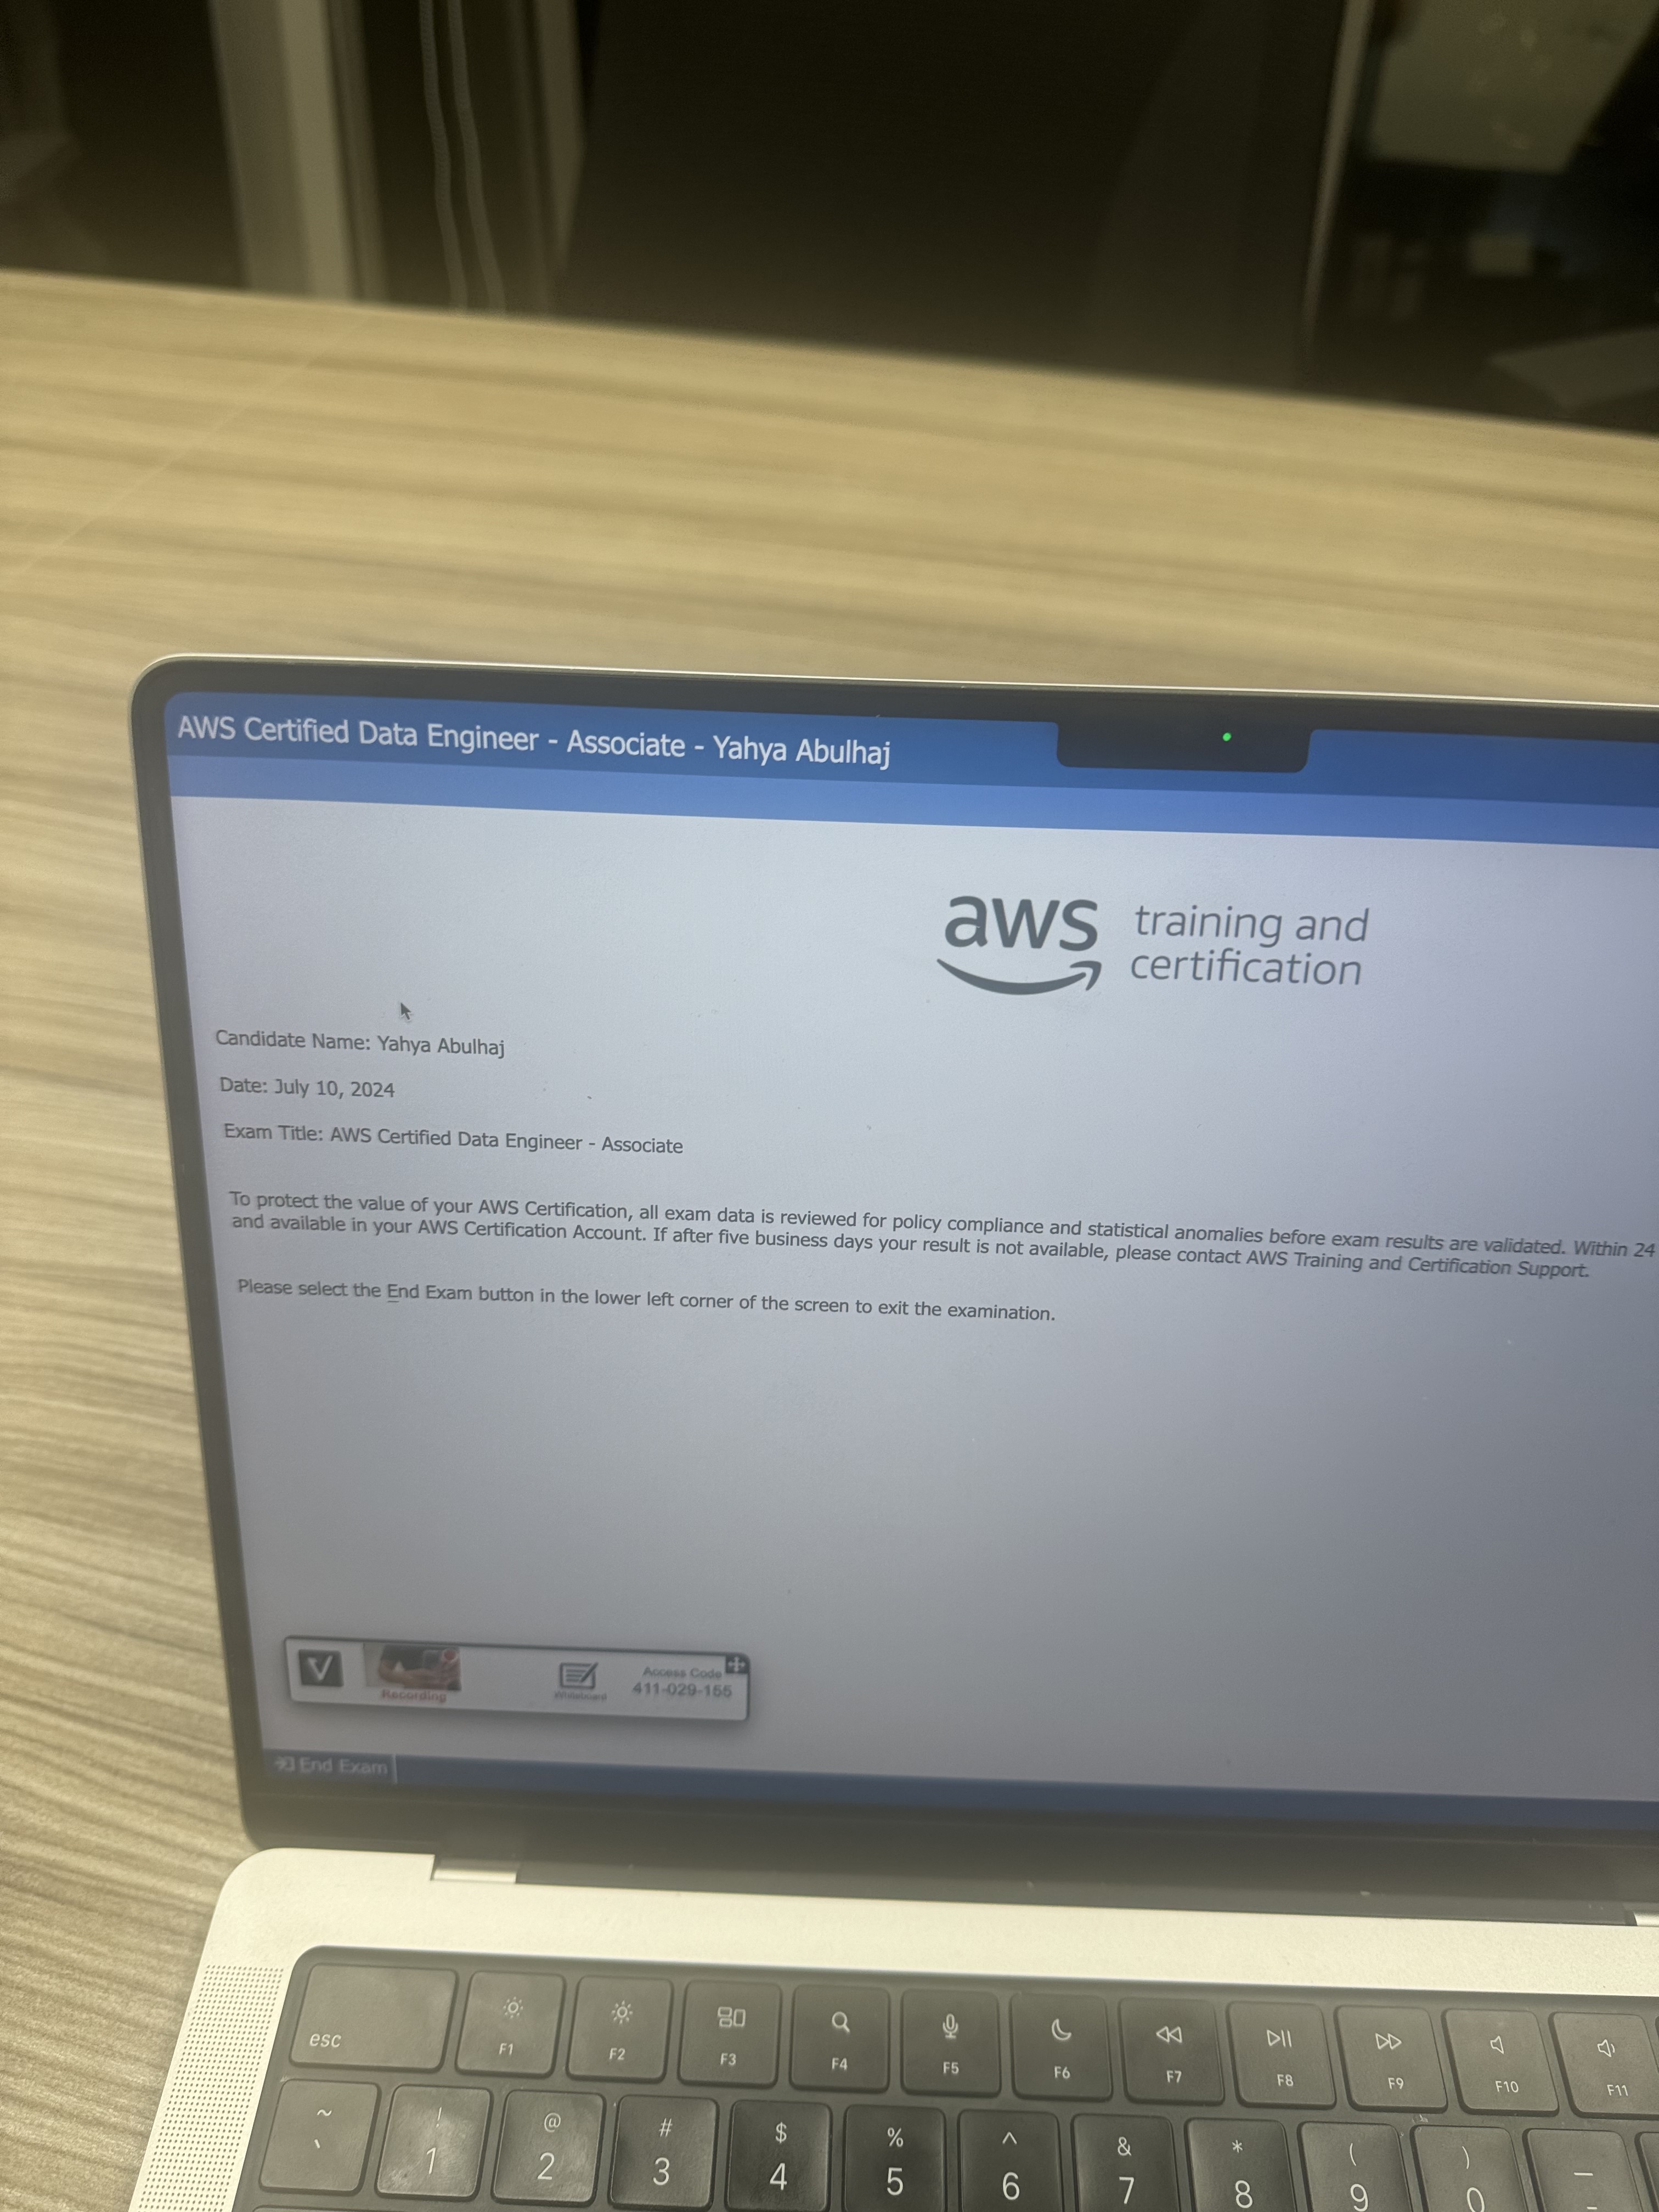 AWS Certified Data Engineer - Associate - Yahya Abulhaj
aws training and
certification
Candidate Name: Yahya Abulhaj
Date: July 10, 2024
Exam Title: AWS Certified Data Engineer - Associate
To protect the value of your AWS Certification, all exam data is reviewed for policy compliance and statistical anomalies before exam results are validated. Within 24
and available in your AWS Certification Account. If after five business days your result is not available, please contact AWS Training and Certification Support.
Please select the End Exam button in the lower left corner of the screen to exit the examination.
V Recording Whiteboard Access Code
411-029-155
End Exam
esc F1 F2 F3 F4 F5 F6 F7 F8 F9 F10 F11
~ ! @ # $ % ^ & * ( ) —
` 1 2 3 4 5 6 7 8 9 0